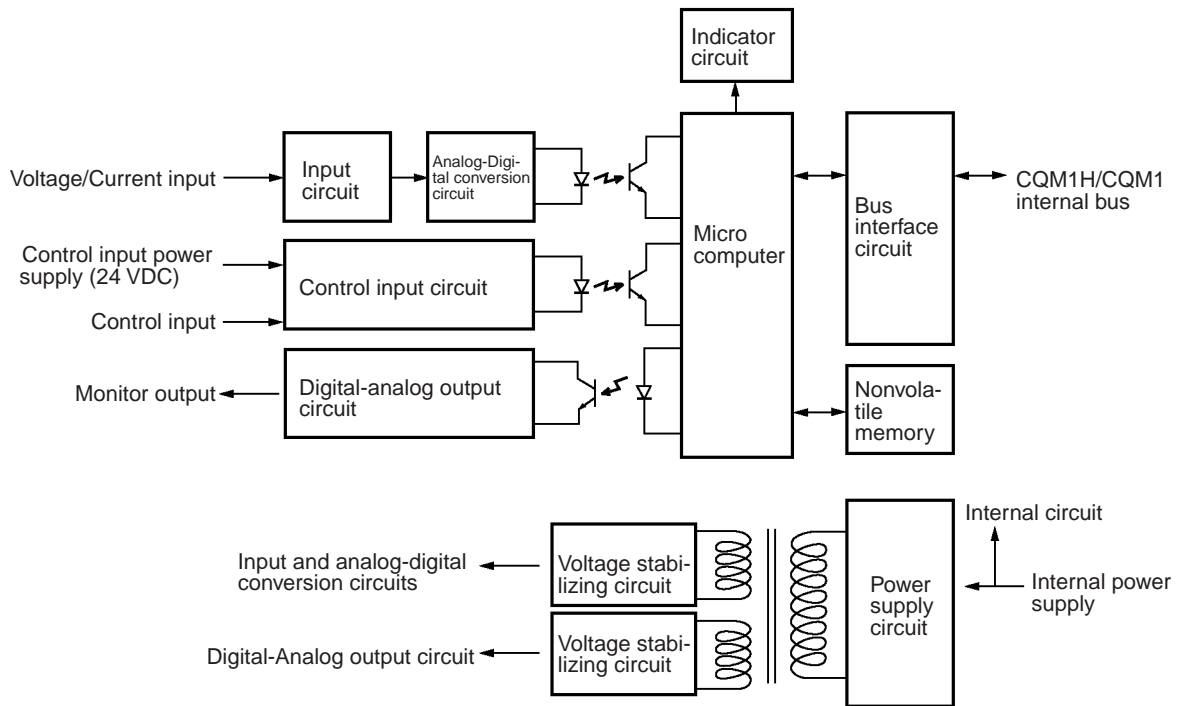 Indicator
circuit
Voltage/Current input
Input
circuit
Analog-Digi-
tal conversion
circuit
Micro
computer
Bus
interface
circuit
CQM1H/CQM1
internal bus
Control input power
supply (24 VDC)
Control input circuit
Control input
Monitor output
Digital-analog output
circuit
Nonvola-
tile
memory
Input and analog-digital
conversion circuits
Voltage stabi-
lizing circuit
Power
supply
circuit
Internal circuit
Internal power
supply
Digital-Analog output circuit
Voltage stabi-
lizing circuit